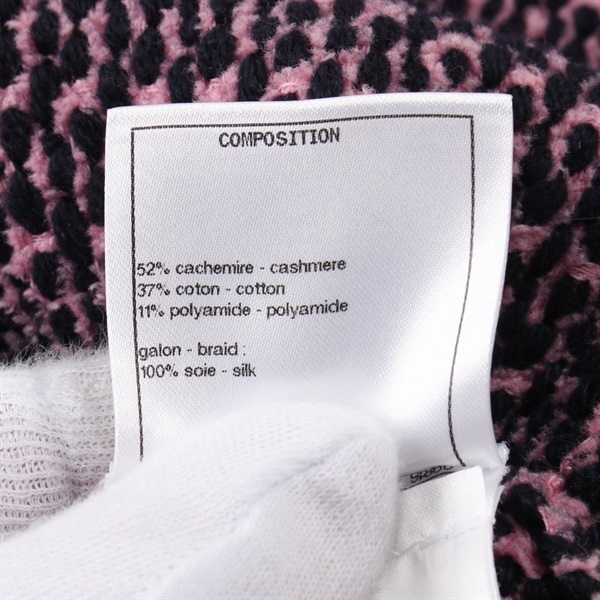 COMPOSITION
52% cachemire - cashmere
37% coton - cotton
11% polyamide - polyamide
galon - braid :
100% soie - silk